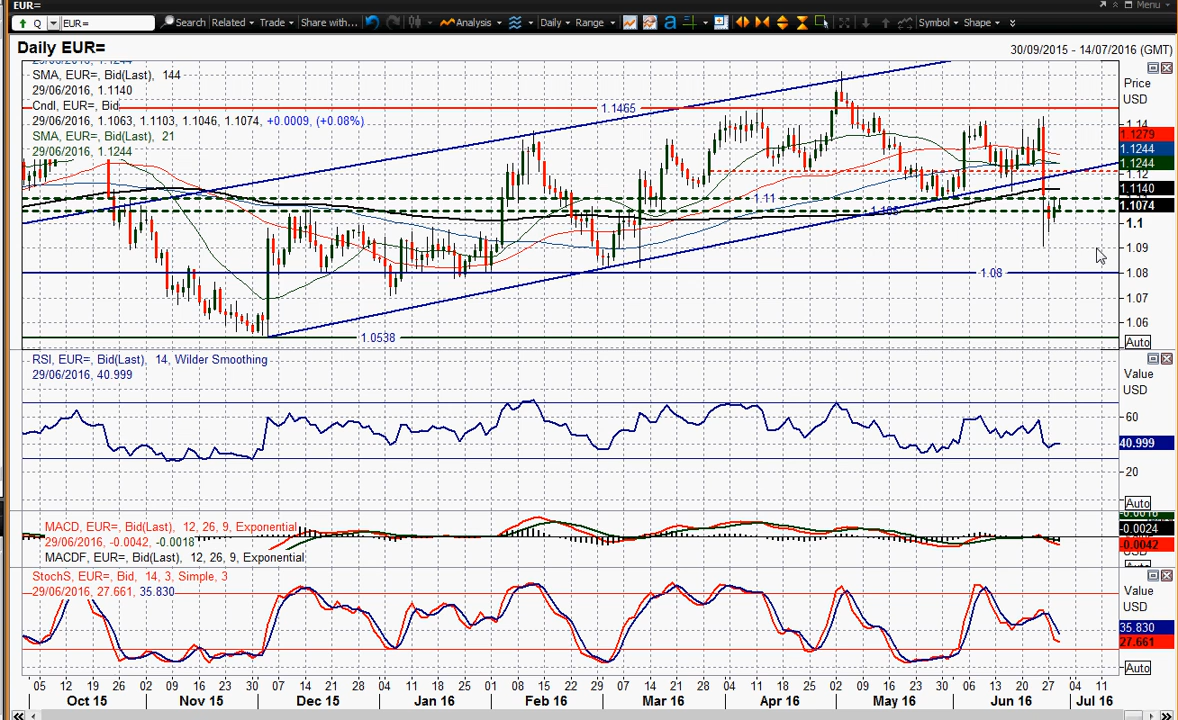 EUR=
Menu
Q EUR= Search Related Trade Share with... Analysis Daily Range a Symbol Shape
Daily EUR=
30/09/2015 - 14/07/2016 (GMT)
29/06/2016, 1.1244
SMA, EUR=, Bid(Last), 144
29/06/2016, 1.1140
Cndl, EUR=, Bid
29/06/2016, 1.1063, 1.1103, 1.1046, 1.1074, +0.0009, (+0.08%)
SMA, EUR=, Bid(Last), 21
29/06/2016, 1.1244
Price
USD
1.1465
1.14
1.1279
1.1244
1.1244
1.12
1.1140
1.11
1.1074
1.1
1.09
1.08
1.08
1.07
1.06
1.0538
Auto
RSI, EUR=, Bid(Last), 14, Wilder Smoothing
29/06/2016, 40.999
Value
USD
60
40.999
20
Auto
MACD, EUR=, Bid(Last), 12, 26, 9, Exponential
29/06/2016, -0.0042, -0.0018
MACDF, EUR=, Bid(Last), 12, 26, 9, Exponential
-0.0018
-0.0024
-0.0042
USD
Auto
StochS, EUR=, Bid, 14, 3, Simple, 3
29/06/2016, 27.661, 35.830
Value
USD
35.830
27.661
Auto
05 12 19 26 02 09 16 23 30 07 14 21 28 04 11 18 25 01 08 15 22 29 07 14 21 28 04 11 18 25 02 09 16 23 30 06 13 20 27 04 11
Oct 15 Nov 15 Dec 15 Jan 16 Feb 16 Mar 16 Apr 16 May 16 Jun 16 Jul 16